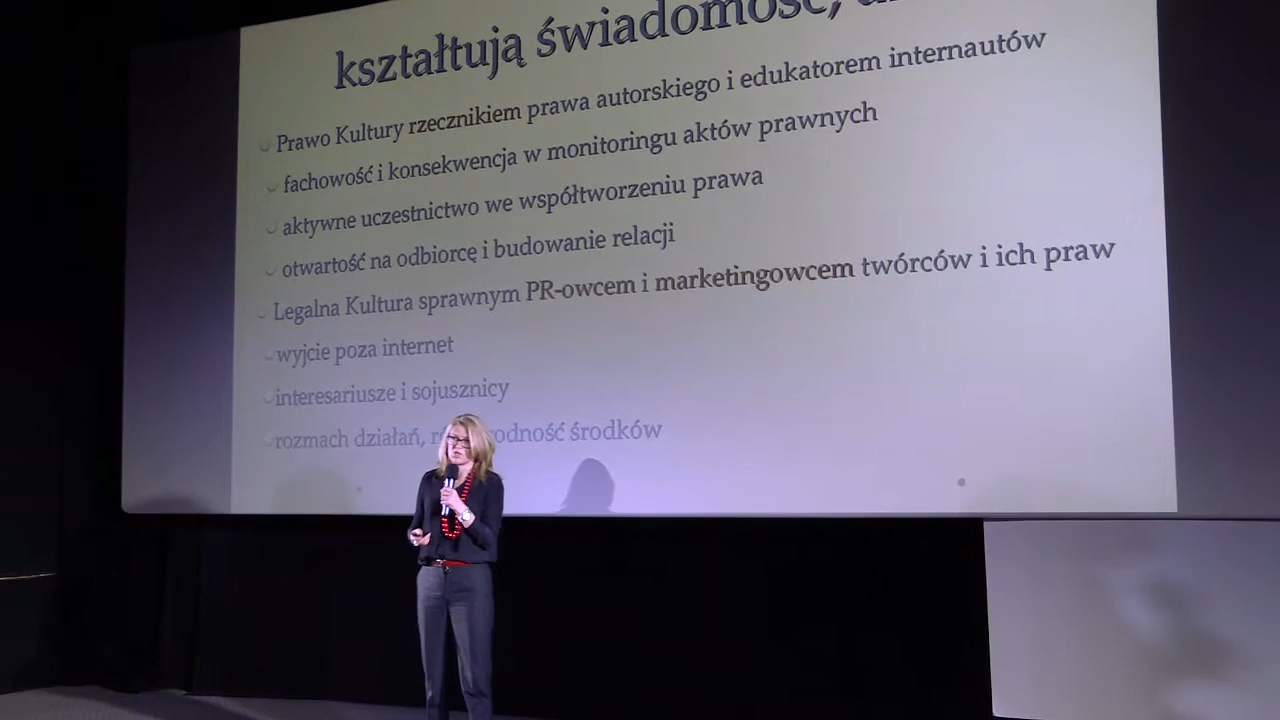 kształtują świadomość,
Prawo Kultury rzecznikiem prawa autorskiego i edukatorem internautów
fachowość i konsekwencja w monitoringu aktów prawnych
aktywne uczestnictwo we współtworzeniu prawa
otwartość na odbiorcę i budowanie relacji
Legalna Kultura sprawnym PR-owcem i marketingowcem twórców i ich praw
wyjcie poza internet
interesariusze i sojusznicy
rozmach działań, środków